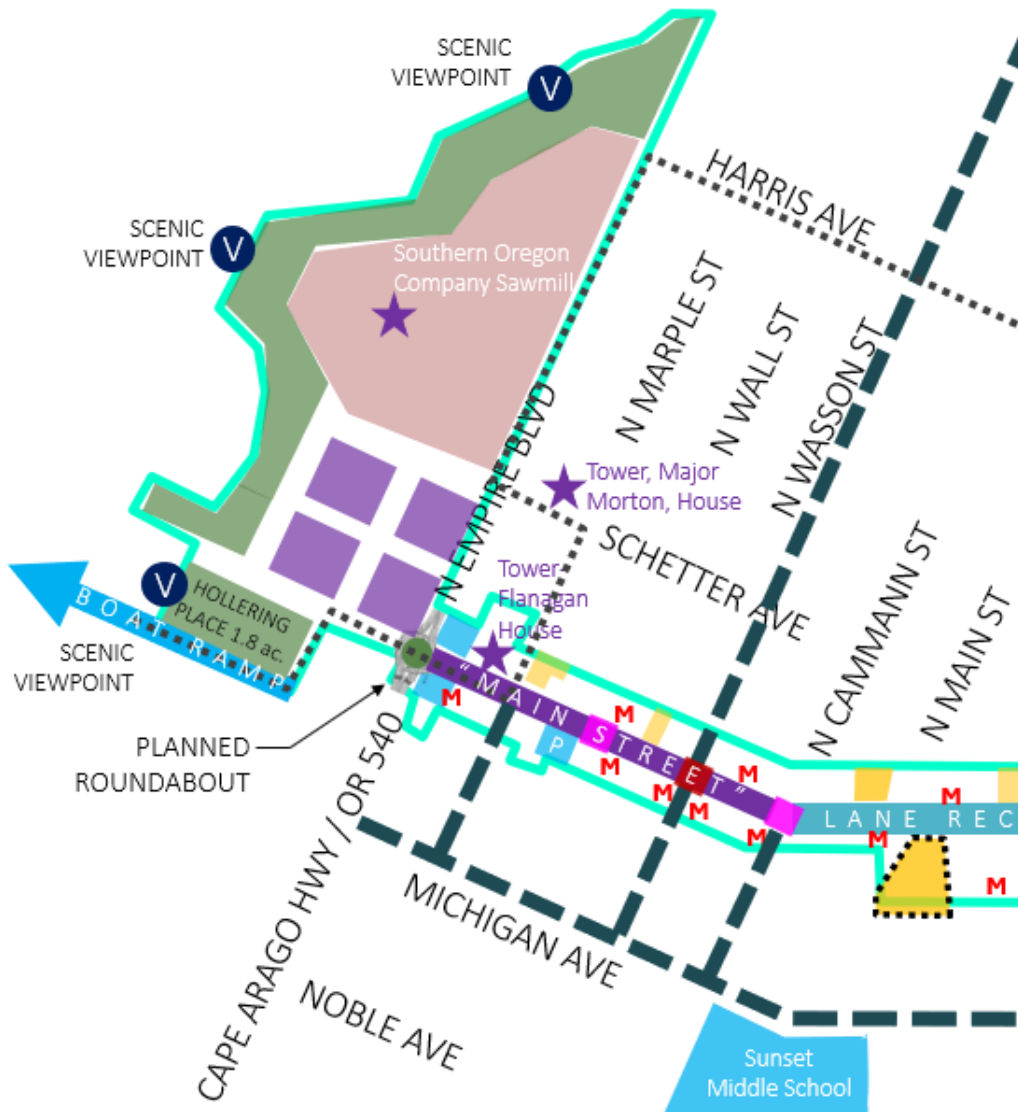 SCENIC
VIEWPOINT
V
SCENIC
VIEWPOINT
V
HARRIS AVE
Southern Oregon
Company Sawmill
N MARPLE ST
N WALL ST
N WASSON ST
N EMPIRE BLVD
Tower, Major
Morton, House
SCHETTER AVE
N CAMMANN ST
N MAIN ST
Tower-
Flanagan
House
V
HOLLERING
PLACE 1.8 ac.
BOAT RAMP
SCENIC
VIEWPOINT
"MAIN STREET"
P
M
M
M
M
M
M
M
M
M
M
LANE REC
PLANNED
ROUNDABOUT
CAPE ARAGO HWY / OR 540
MICHIGAN AVE
NOBLE AVE
Sunset
Middle School